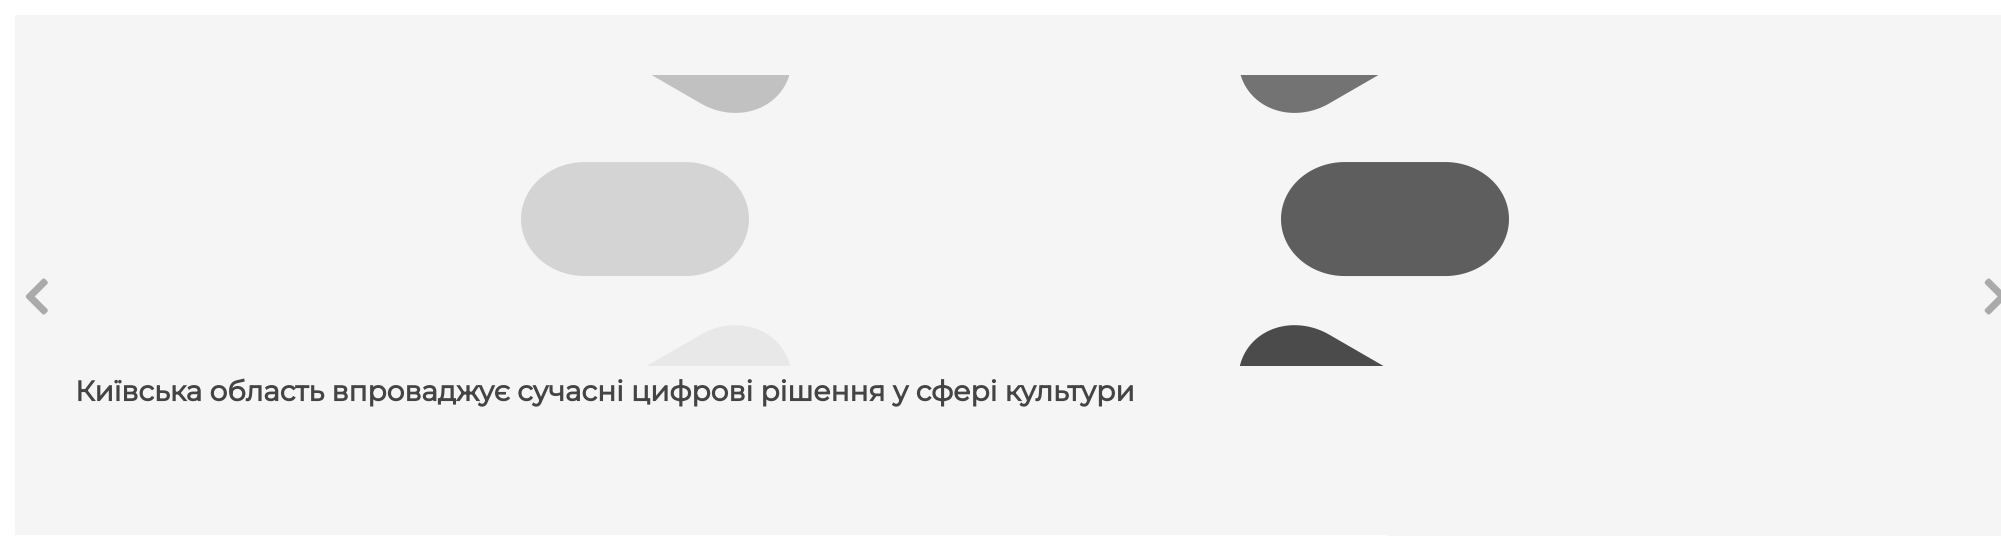 Київська область впроваджує сучасні цифрові рішення у сфері культури